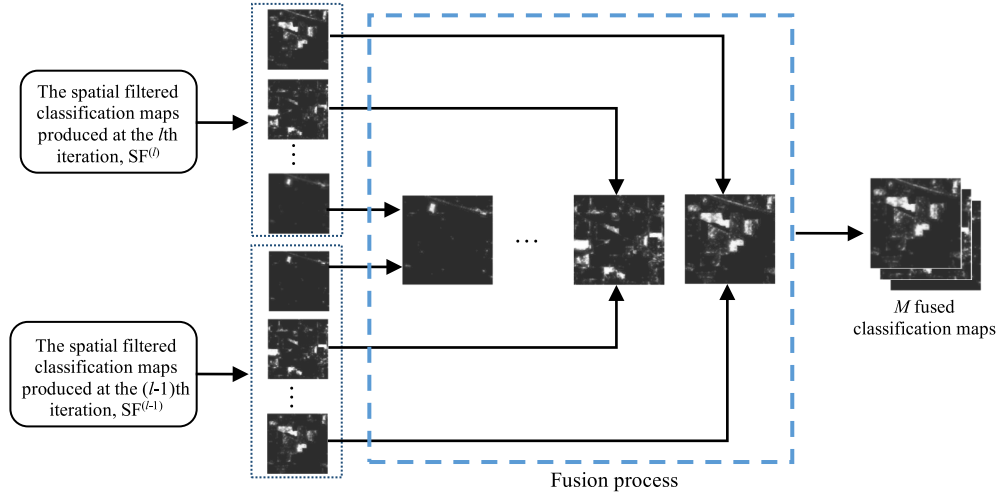 The spatial filtered
classification maps
produced at the lth
iteration, SF(l)
The spatial filtered
classification maps
produced at the (l-1)th
iteration, SF(l-1)
...
M fused
classification maps
Fusion process